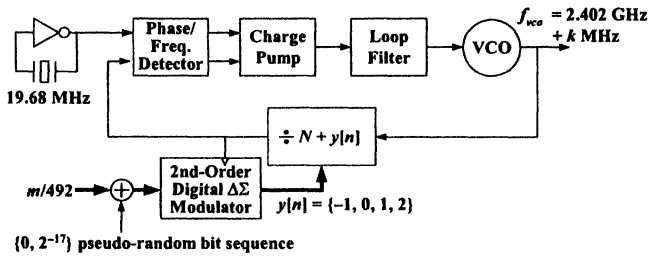 f_vco = 2.402 GHz
+ k MHz
Phase/
Freq.
Detector
Charge
Pump
Loop
Filter
VCO
19.68 MHz
÷ N + y[n]
2nd-Order
Digital ΔΣ
Modulator
m/492
y[n] = {−1, 0, 1, 2}
{0, 2⁻¹⁷} pseudo-random bit sequence